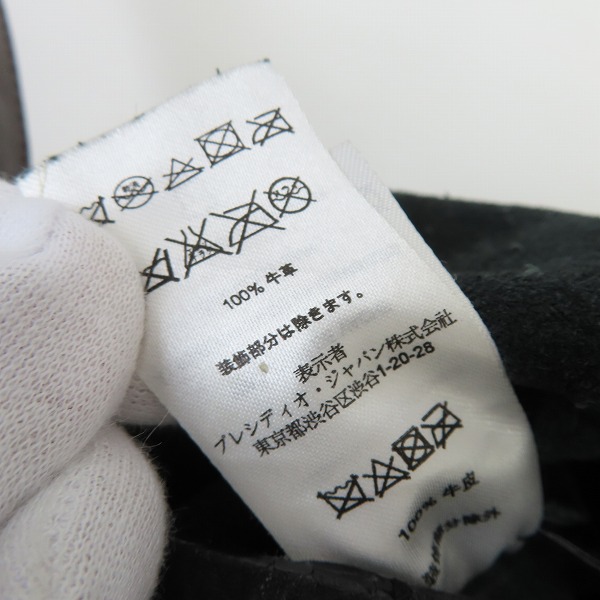 100% 牛革
装飾部分は除きます。
表示者
プレシディオ・ジャパン株式会社
東京都渋谷区渋谷1-20-28
100% 牛皮